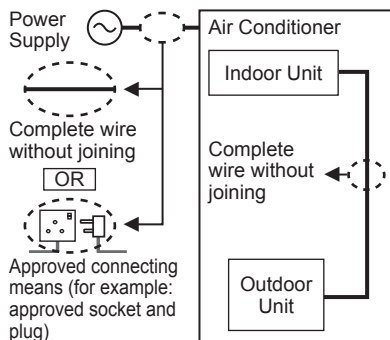 Power
Supply
Air Conditioner
Indoor Unit
Complete wire
without joining
OR
Approved connecting
means (for example:
approved socket and
plug)
Complete
wire without
joining
Outdoor
Unit